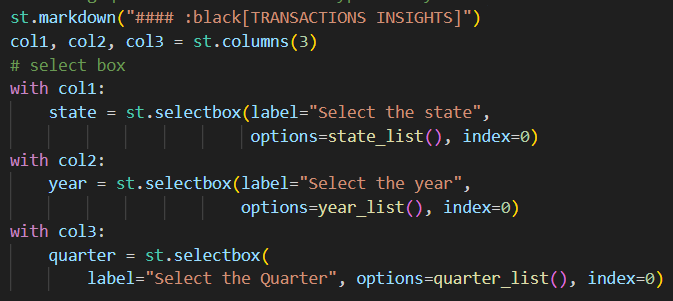 st.markdown("#### :black[TRANSACTIONS INSIGHTS]")
col1, col2, col3 = st.columns(3)
# select box
with col1:
    state = st.selectbox(label="Select the state",
                         options=state_list(), index=0)
with col2:
    year = st.selectbox(label="Select the year",
                        options=year_list(), index=0)
with col3:
    quarter = st.selectbox(
        label="Select the Quarter", options=quarter_list(), index=0)